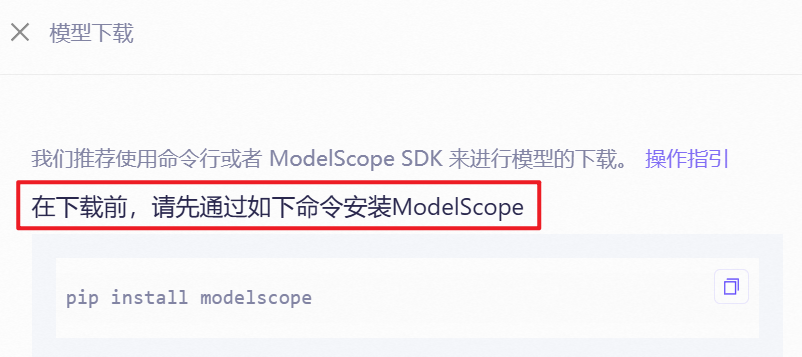 模型下载
我们推荐使用命令行或者 ModelScope SDK 来进行模型的下载。 操作指引
在下载前，请先通过如下命令安装ModelScope
pip install modelscope